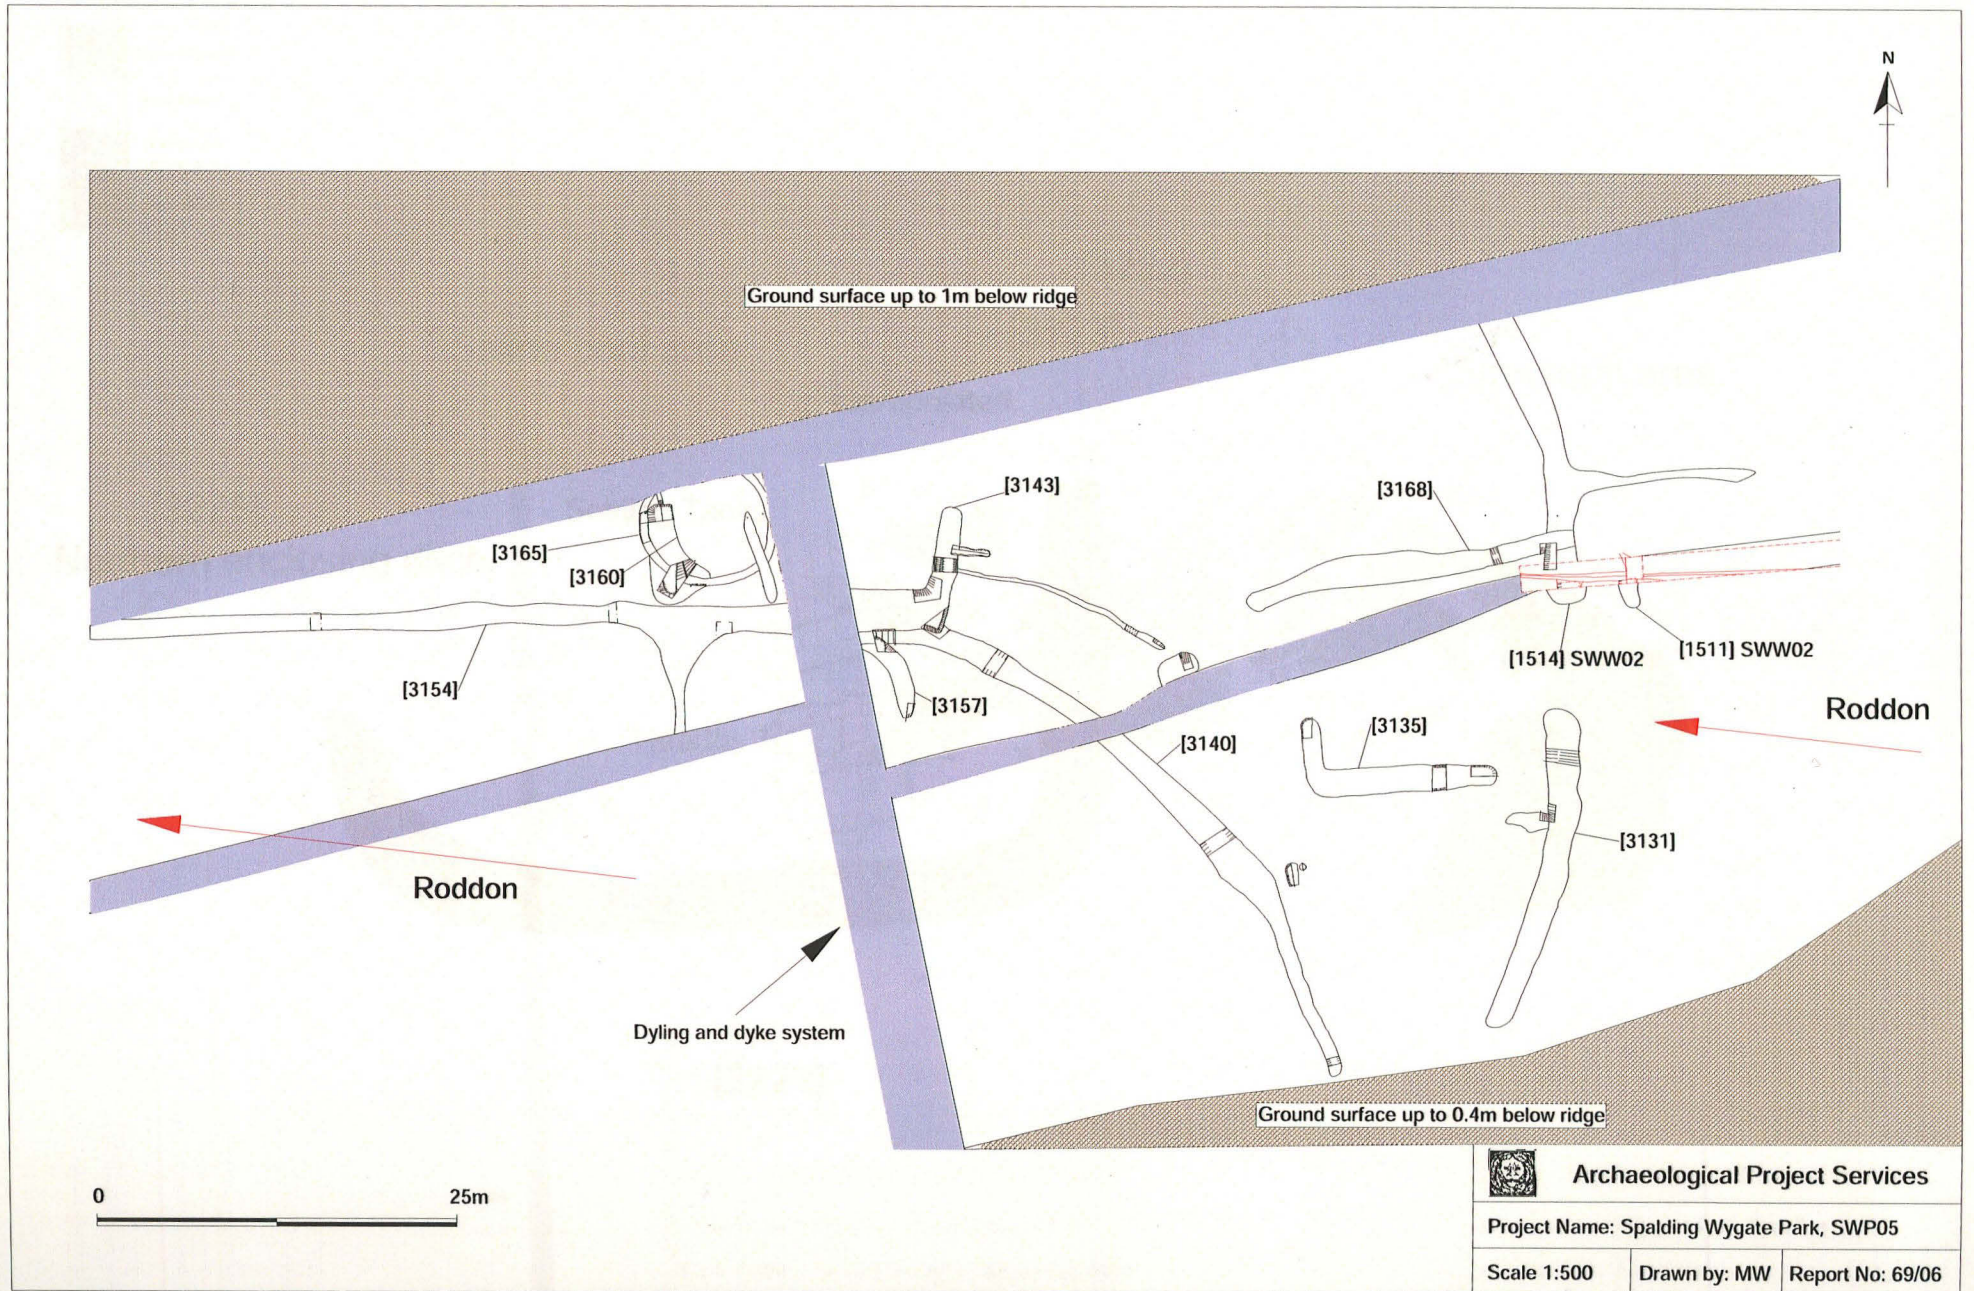 N
Ground surface up to 1m below ridge
[3143]
[3168]
[3165]
[3160]
[1514] SWW02
[1511] SWW02
[3154]
[3157]
Roddon
[3135]
[3140]
[3131]
Roddon
Dyling and dyke system
Ground surface up to 0.4m below ridge
0 25m
Archaeological Project Services
Project Name: Spalding Wygate Park, SWP05
Scale 1:500
Drawn by: MW
Report No: 69/06